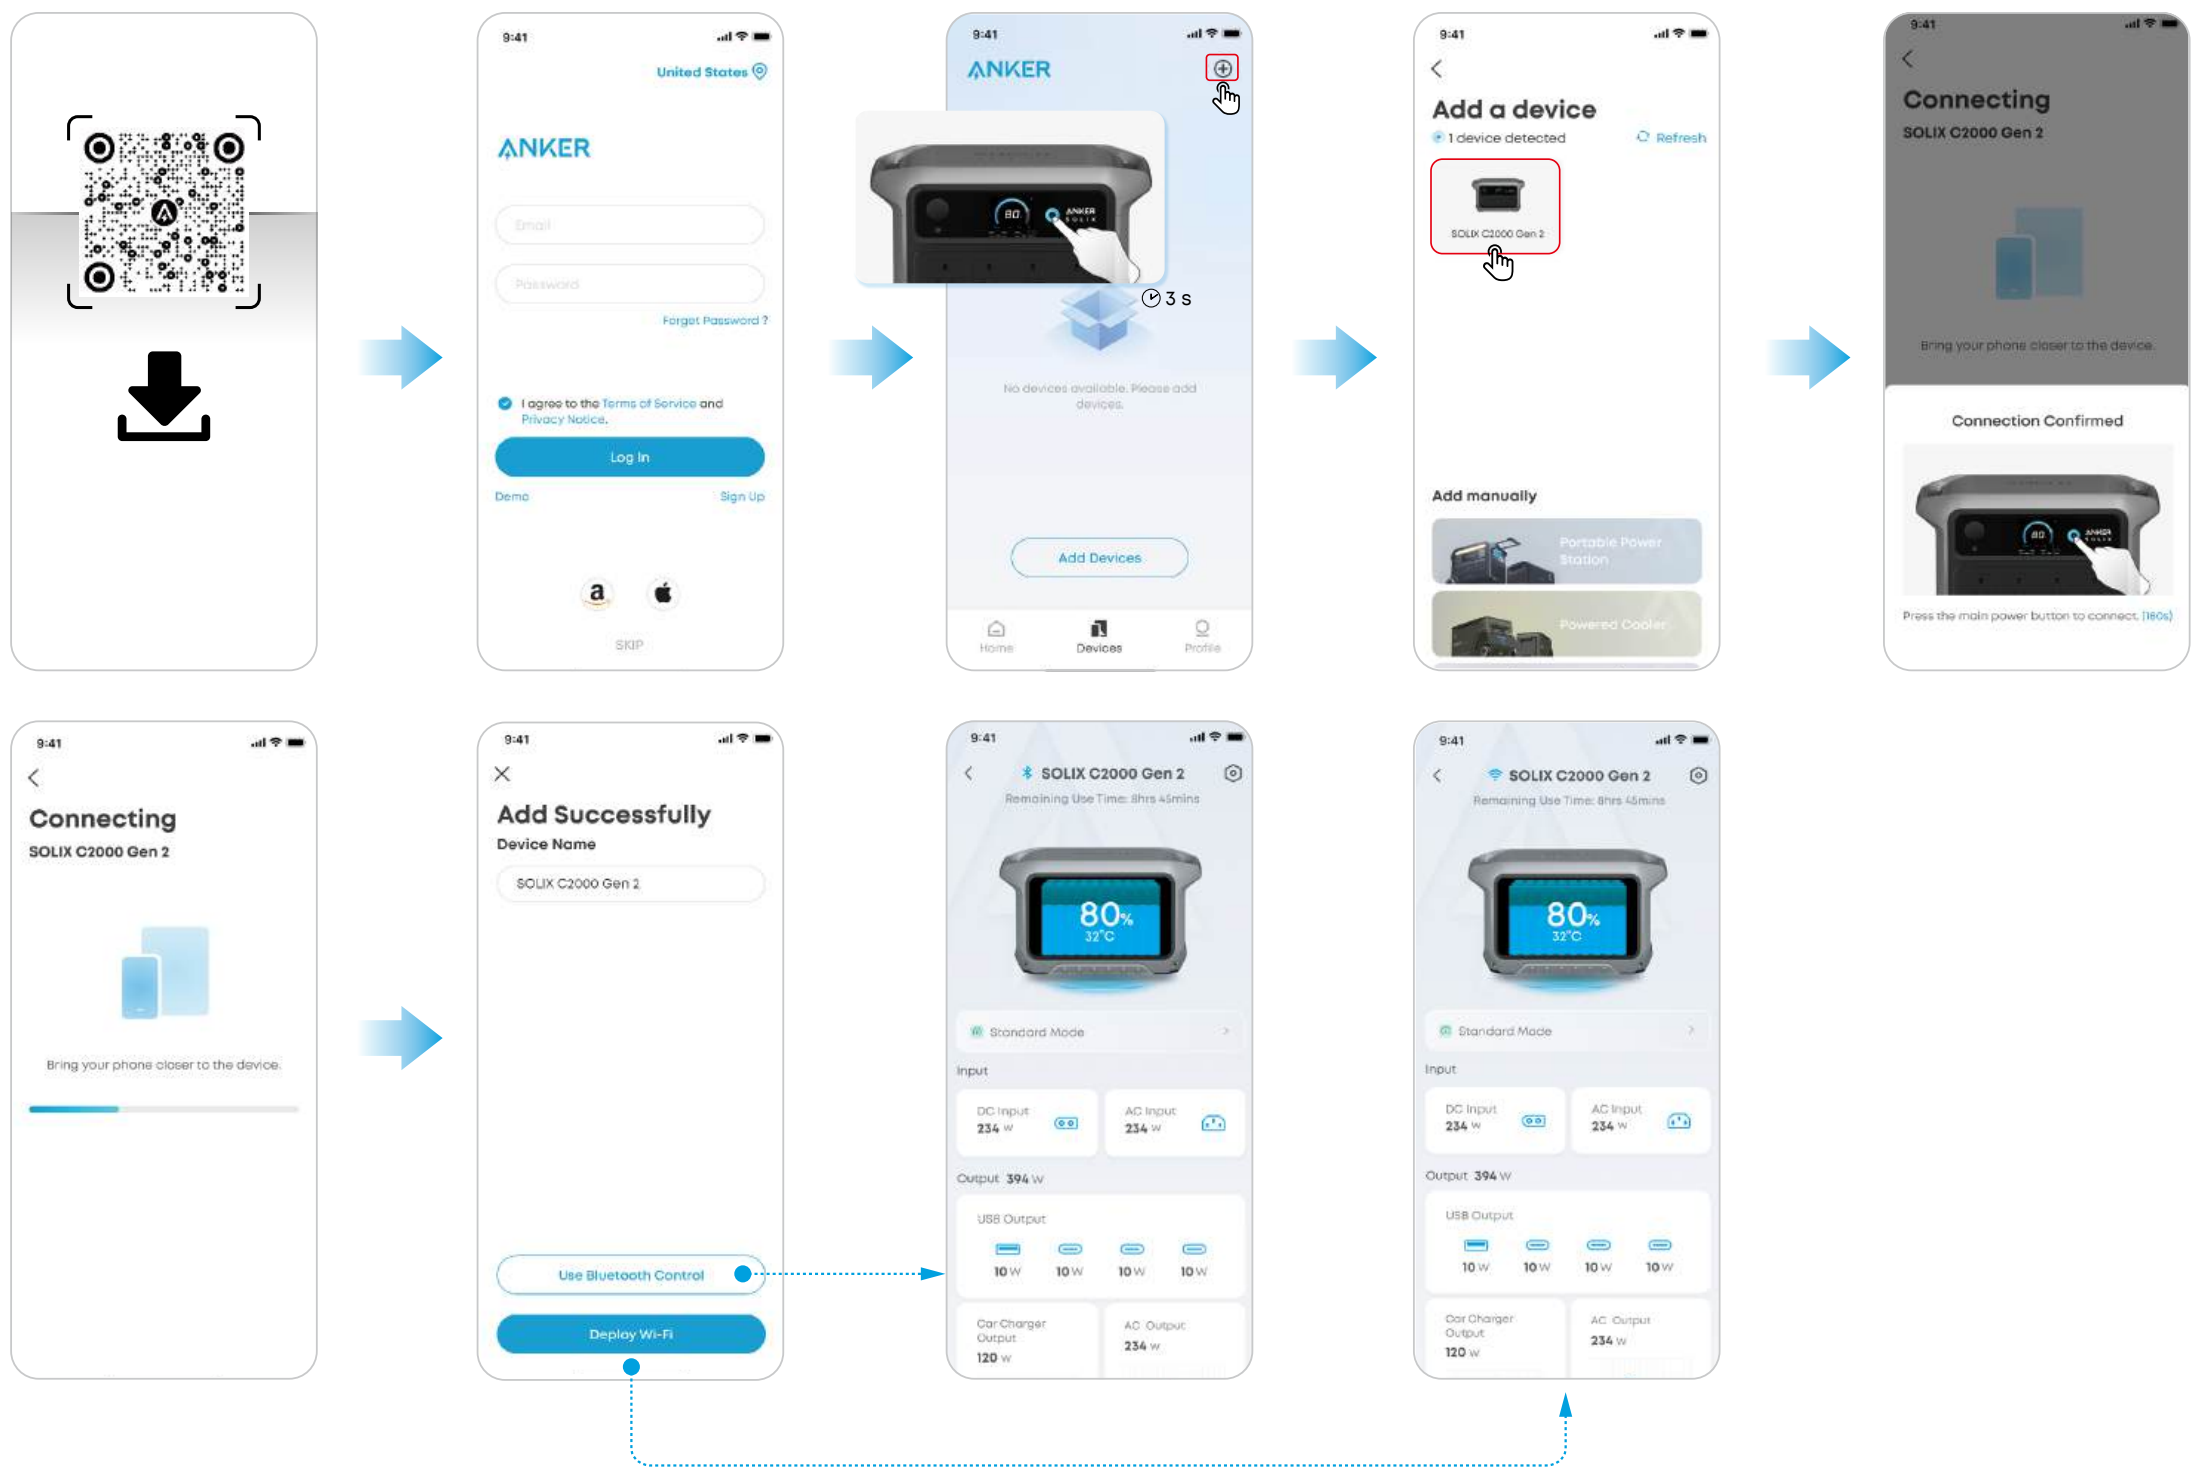 9:41
United States
ANKER
Email
Password
Forget Password ?
I agree to the Terms of Service and
Privacy Notice.
Log In
Demo
Sign Up
a
SKIP
9:41
ANKER
80
ANKER
SOLIX
3 s
No devices available. Please add
devices.
Add Devices
Home
Devices
Profile
9:41
Add a device
1 device detected
Refresh
SOLIX C2000 Gen 2
Add manually
Portable Power
Station
Powered Cooler
9:41
Connecting
SOLIX C2000 Gen 2
Bring your phone closer to the device.
Connection Confirmed
80
ANKER
SOLIX
Press the main power button to connect. (180s)
9:41
Connecting
SOLIX C2000 Gen 2
Bring your phone closer to the device.
9:41
Add Successfully
Device Name
SOLIX C2000 Gen 2
Use Bluetooth Control
Deploy Wi-Fi
9:41
SOLIX C2000 Gen 2
Remaining Use Time: 8hrs 45mins
80%
32°C
Standard Mode
Input
DC Input
234 W
AC Input
234 W
Output 394 W
USB Output
10 W
10 W
10 W
10 W
Car Charger
Output
120 W
AC Output
234 W
9:41
SOLIX C2000 Gen 2
Remaining Use Time: 8hrs 45mins
80%
32°C
Standard Mode
Input
DC Input
234 W
AC Input
234 W
Output 394 W
USB Output
10 W
10 W
10 W
10 W
Car Charger
Output
120 W
AC Output
234 W